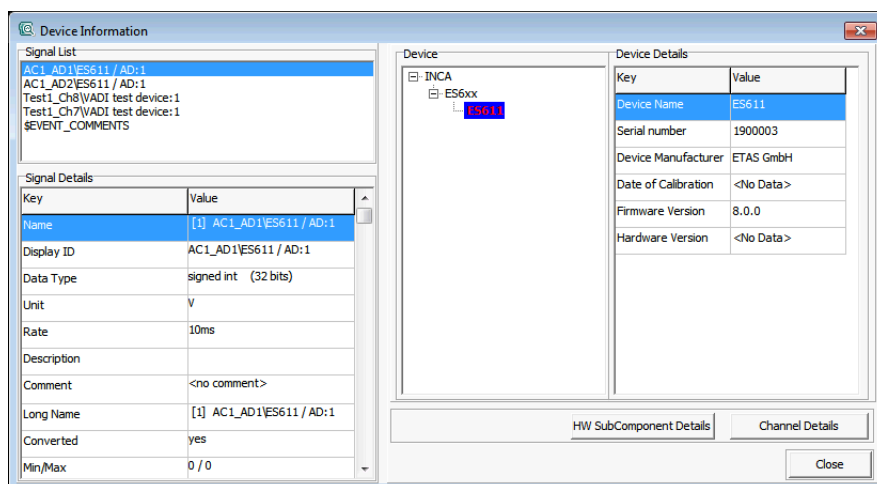 Device Information
Signal List
AC1_AD1\ES611 / AD:1
AC1_AD2\ES611 / AD:1
Test1_Ch8\VADI test device:1
Test1_Ch7\VADI test device:1
$EVENT_COMMENTS
Signal Details
Key Value
Name [1] AC1_AD1\ES611 / AD:1
Display ID AC1_AD1\ES611 / AD:1
Data Type signed int (32 bits)
Unit V
Rate 10ms
Description
Comment <no comment>
Long Name [1] AC1_AD1\ES611 / AD:1
Converted yes
Min/Max 0 / 0
Device
INCA
ES6xx
ES611
Device Details
Key Value
Device Name ES611
Serial number 1900003
Device Manufacturer ETAS GmbH
Date of Calibration <No Data>
Firmware Version 8.0.0
Hardware Version <No Data>
HW SubComponent Details Channel Details
Close